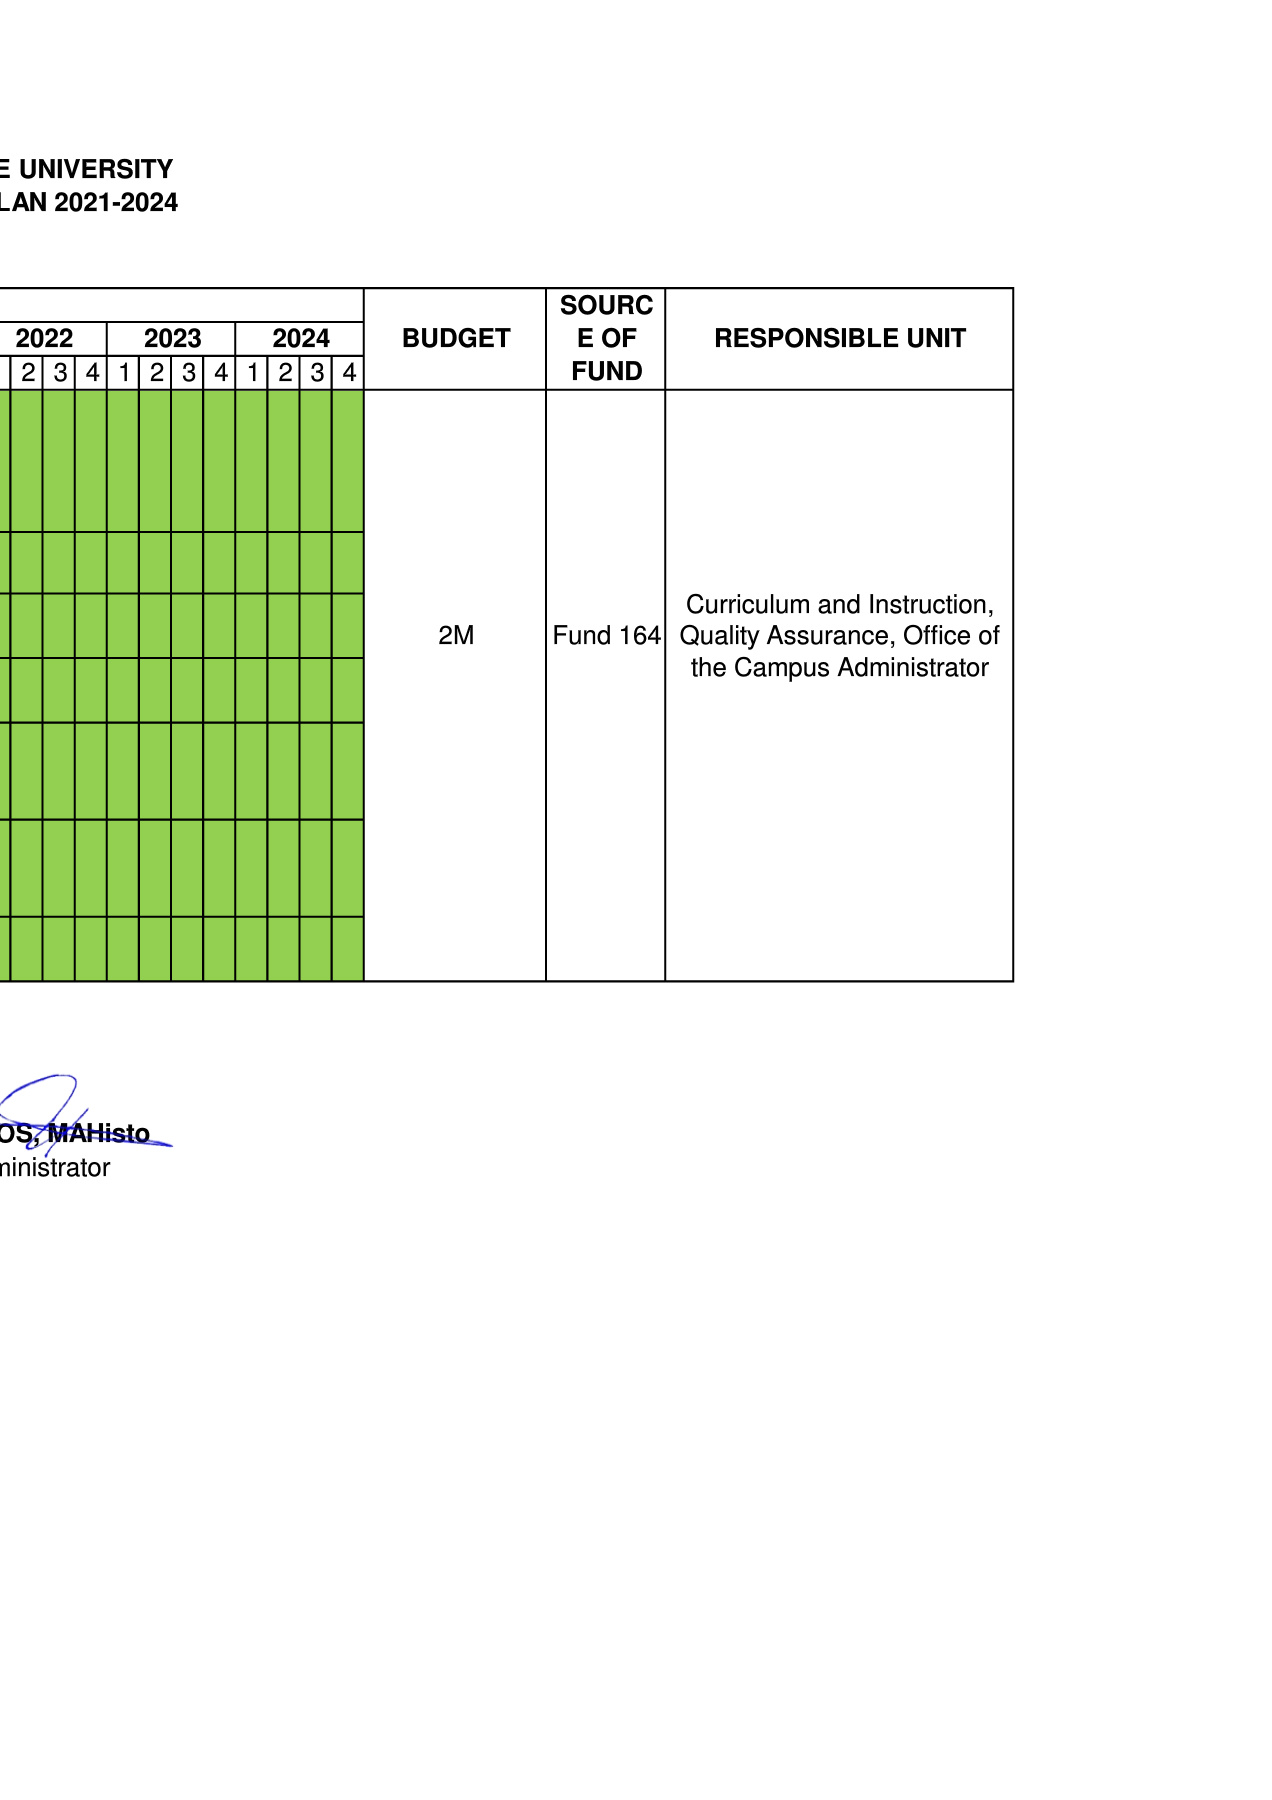 E UNIVERSITY
LAN 2021-2024
SOURC
E OF
FUND
BUDGET
RESPONSIBLE UNIT
2022 2023 2024
2 3 4 1 2 3 4 1 2 3 4
2M
Fund 164
Curriculum and Instruction,
Quality Assurance, Office of
the Campus Administrator
OS, MAHisto
ministrator